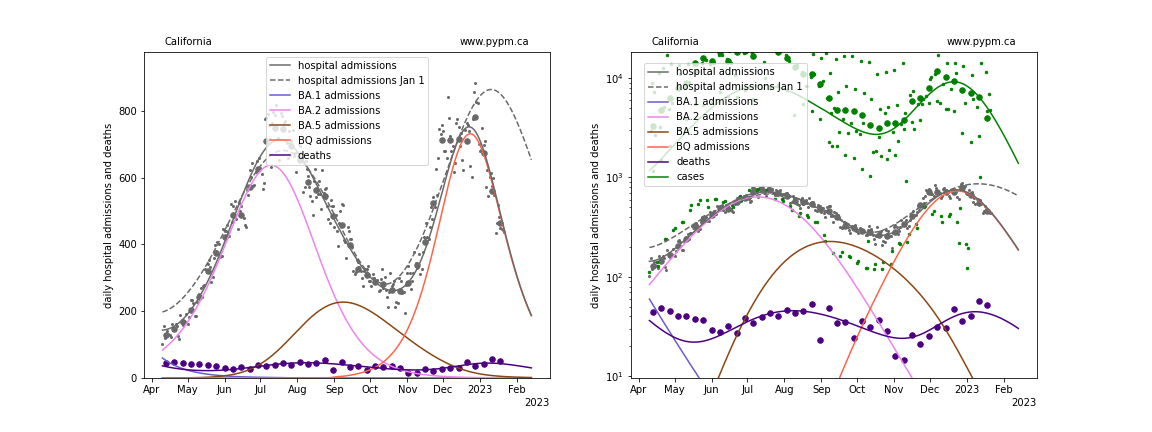 California www.pypm.ca
daily hospital admissions and deaths
800
600
400
200
0
hospital admissions
hospital admissions Jan 1
BA.1 admissions
BA.2 admissions
BA.5 admissions
BQ admissions
deaths
Apr May Jun Jul Aug Sep Oct Nov Dec 2023 Feb
2023
California www.pypm.ca
daily hospital admissions and deaths
10⁴
10³
10²
10¹
hospital admissions
hospital admissions Jan 1
BA.1 admissions
BA.2 admissions
BA.5 admissions
BQ admissions
deaths
cases
Apr May Jun Jul Aug Sep Oct Nov Dec 2023 Feb
2023